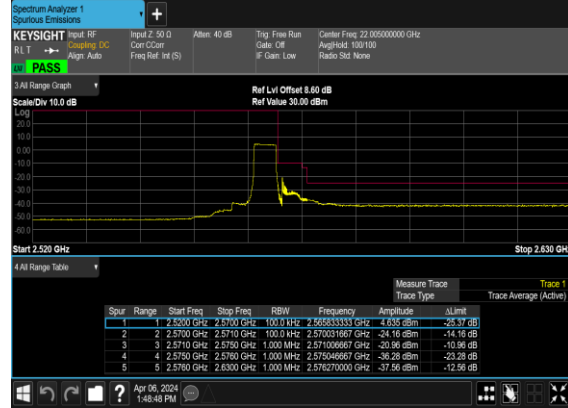 Spectrum Analyzer 1
Spurious Emissions
KEYSIGHT Input: RF Input Z: 50 Ω Atten: 40 dB Trig: Free Run Center Freq: 22.005000000 GHz
RLT Coupling: DC Corr CCorr Gate: Off Avg|Hold: 100/100
Align: Auto Freq Ref: Int (S) IF Gain: Low Radio Std: None
PASS
3 All Range Graph
Ref Lvl Offset 8.60 dB
Scale/Div 10.0 dB Ref Value 30.00 dBm
Log
20.0
10.0
0.00
-10.0
-20.0
-30.0
-40.0
-50.0
-60.0
Start 2.520 GHz Stop 2.630 GH
4 All Range Table
Measure Trace Trace 1
Trace Type Trace Average (Active)
Spur Range Start Freq Stop Freq RBW Frequency Amplitude ΔLimit
1 1 2.5200 GHz 2.5700 GHz 100.0 kHz 2.565833333 GHz 4.635 dBm -25.37 dB
2 2 2.5700 GHz 2.5710 GHz 100.0 kHz 2.570031667 GHz -24.16 dBm -14.16 dB
3 3 2.5710 GHz 2.5750 GHz 1.000 MHz 2.571006667 GHz -20.96 dBm -10.96 dB
4 4 2.5750 GHz 2.5760 GHz 1.000 MHz 2.575046667 GHz -36.28 dBm -23.28 dB
5 5 2.5760 GHz 2.6300 GHz 1.000 MHz 2.576270000 GHz -37.56 dBm -12.56 dB
Apr 06, 2024
1:48:48 PM